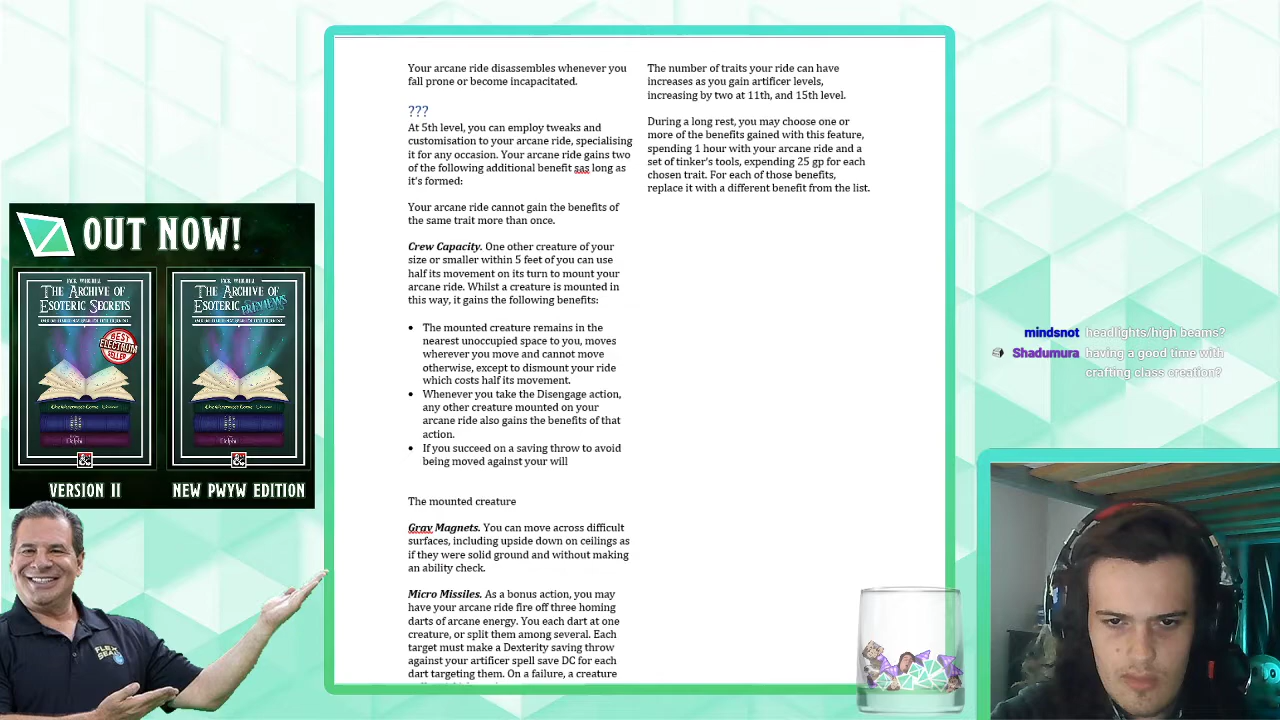 OUT NOW!
THE ARCHIVE OF
ESOTERIC SECRETS
BEST
ELECTRUM
SELLER
THE ARCHIVE OF
ESOTERIC PREVIEWS
VERSION II
NEW PWYW EDITION
Your arcane ride disassembles whenever you
fall prone or become incapacitated.
???
At 5th level, you can employ tweaks and
customisation to your arcane ride, specialising
it for any occasion. Your arcane ride gains two
of the following additional benefit sas long as
it's formed:
Your arcane ride cannot gain the benefits of
the same trait more than once.
Crew Capacity. One other creature of your
size or smaller within 5 feet of you can use
half its movement on its turn to mount your
arcane ride. Whilst a creature is mounted in
this way, it gains the following benefits:
• The mounted creature remains in the
nearest unoccupied space to you, moves
wherever you move and cannot move
otherwise, except to dismount your ride
which costs half its movement.
• Whenever you take the Disengage action,
any other creature mounted on your
arcane ride also gains the benefits of that
action.
• If you succeed on a saving throw to avoid
being moved against your will
The mounted creature
Grav Magnets. You can move across difficult
surfaces, including upside down on ceilings as
if they were solid ground and without making
an ability check.
Micro Missiles. As a bonus action, you may
have your arcane ride fire off three homing
darts of arcane energy. You each dart at one
creature, or split them among several. Each
target must make a Dexterity saving throw
against your artificer spell save DC for each
dart targeting them. On a failure, a creature
The number of traits your ride can have
increases as you gain artificer levels,
increasing by two at 11th, and 15th level.
During a long rest, you may choose one or
more of the benefits gained with this feature,
spending 1 hour with your arcane ride and a
set of tinker's tools, expending 25 gp for each
chosen trait. For each of those benefits,
replace it with a different benefit from the list.
mindsnot headlights/high beams?
Shadumura having a good time with
crafting class creation?